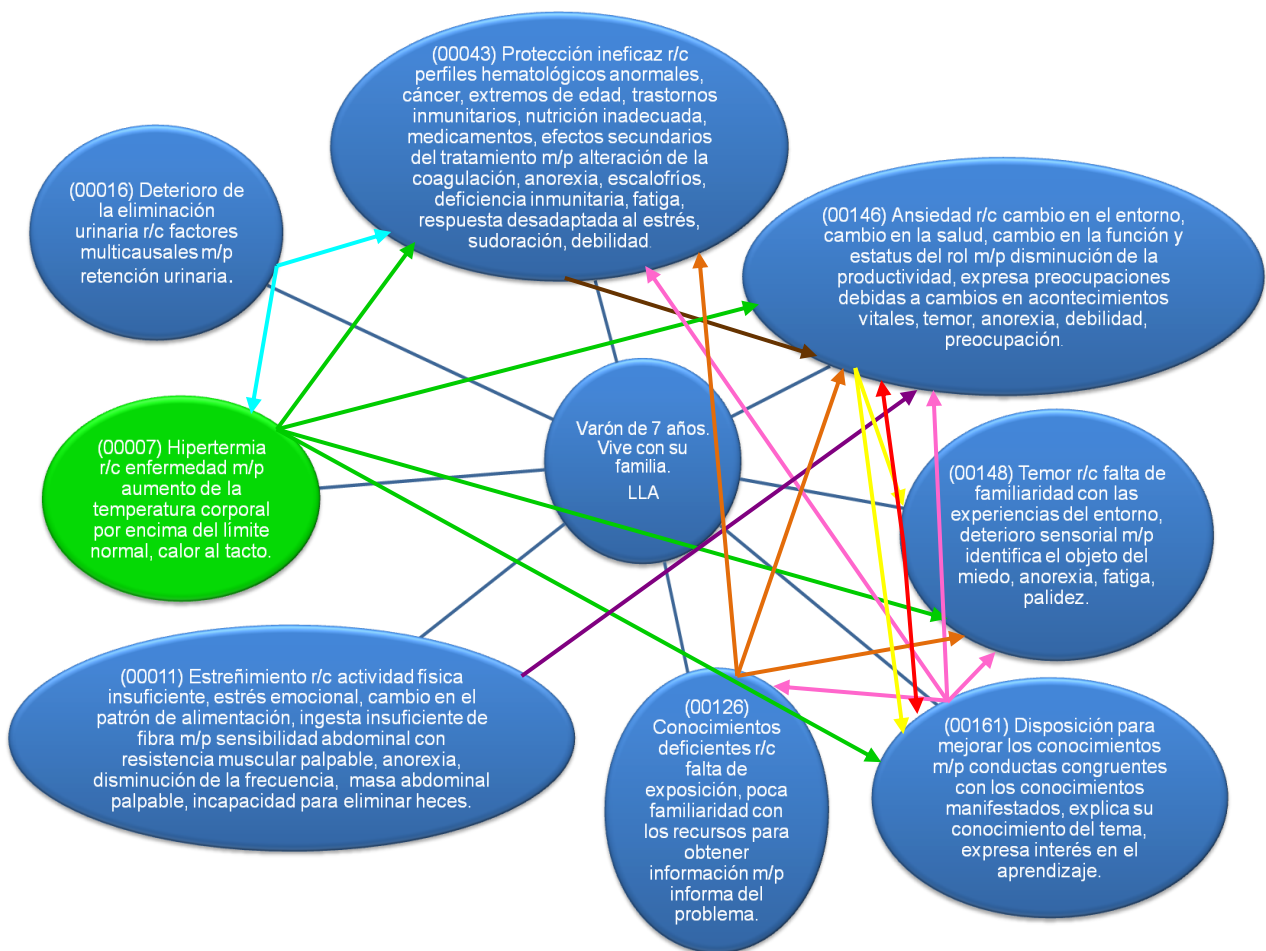 (00043) Protección ineficaz r/c
perfiles hematológicos anormales,
cáncer, extremos de edad, trastornos
inmunitarios, nutrición inadecuada,
medicamentos, efectos secundarios
del tratamiento m/p alteración de la
coagulación, anorexia, escalofríos,
deficiencia inmunitaria, fatiga,
respuesta desadaptada al estrés,
sudoración, debilidad.
(00016) Deterioro de
la eliminación
urinaria r/c factores
multicausales m/p
retención urinaria.
(00146) Ansiedad r/c cambio en el entorno,
cambio en la salud, cambio en la función y
estatus del rol m/p disminución de la
productividad, expresa preocupaciones
debidas a cambios en acontecimientos
vitales, temor, anorexia, debilidad,
preocupación.
Varón de 7 años.
Vive con su
familia.
LLA
(00007) Hipertermia
r/c enfermedad m/p
aumento de la
temperatura corporal
por encima del límite
normal, calor al tacto.
(00148) Temor r/c falta de
familiaridad con las
experiencias del entorno,
deterioro sensorial m/p
identifica el objeto del
miedo, anorexia, fatiga,
palidez.
(00011) Estreñimiento r/c actividad física
insuficiente, estrés emocional, cambio en el
patrón de alimentación, ingesta insuficiente de
fibra m/p sensibilidad abdominal con
resistencia muscular palpable, anorexia,
disminución de la frecuencia, masa abdominal
palpable, incapacidad para eliminar heces.
(00126)
Conocimientos
deficientes r/c
falta de
exposición, poca
familiaridad con
los recursos para
obtener
información m/p
informa del
problema.
(00161) Disposición para
mejorar los conocimientos
m/p conductas congruentes
con los conocimientos
manifestados, explica su
conocimiento del tema,
expresa interés en el
aprendizaje.